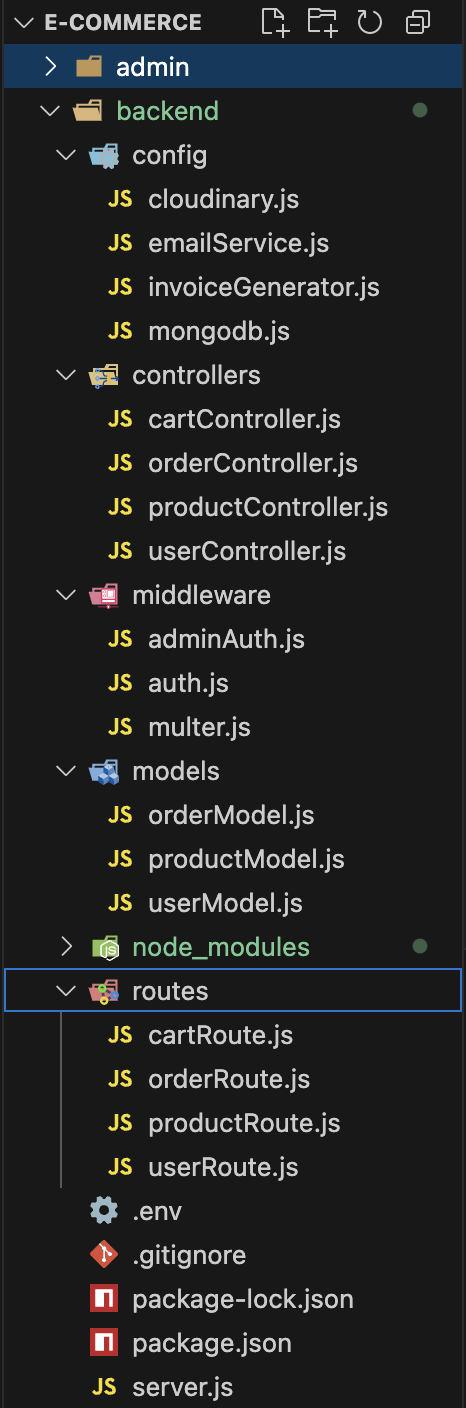 E-COMMERCE
admin
backend
config
JS cloudinary.js
JS emailService.js
JS invoiceGenerator.js
JS mongodb.js
controllers
JS cartController.js
JS orderController.js
JS productController.js
JS userController.js
middleware
JS adminAuth.js
JS auth.js
JS multer.js
models
JS orderModel.js
JS productModel.js
JS userModel.js
JS node_modules
routes
JS cartRoute.js
JS orderRoute.js
JS productRoute.js
JS userRoute.js
.env
.gitignore
package-lock.json
package.json
JS server.js